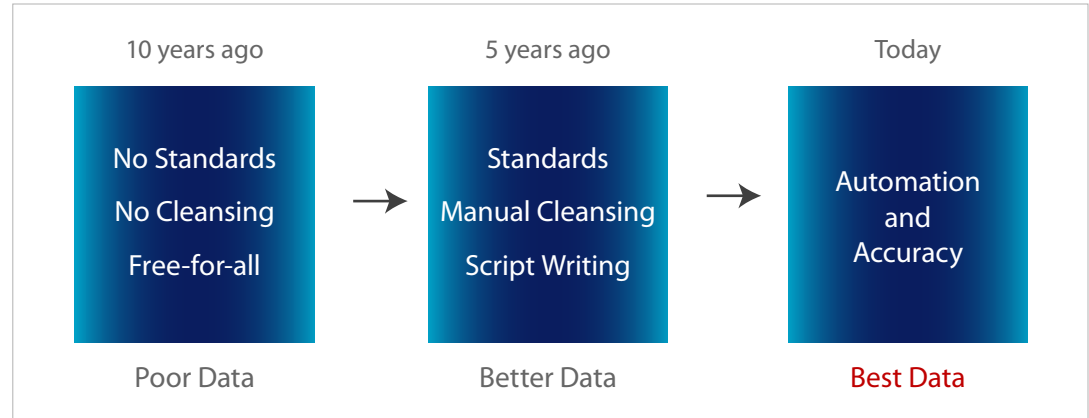 10 years ago
No Standards
No Cleansing
Free-for-all
Poor Data
5 years ago
Standards
Manual Cleansing
Script Writing
Better Data
Today
Automation
and
Accuracy
Best Data